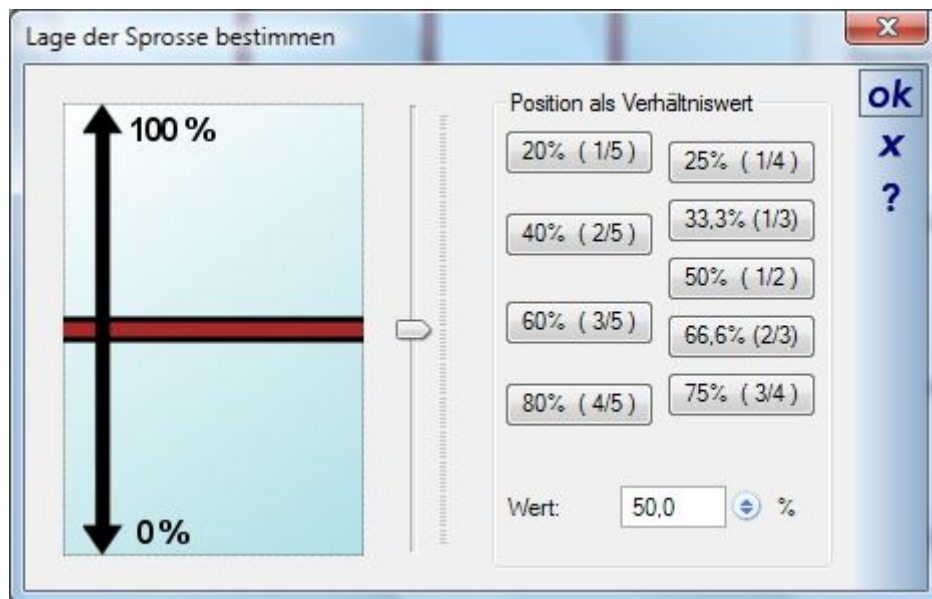 Lage der Sprosse bestimmen
100 %
0 %
Position als Verhältniswert
20% ( 1/5 )
25% ( 1/4 )
40% ( 2/5 )
33,3% (1/3)
50% ( 1/2 )
60% ( 3/5 )
66,6% (2/3)
80% ( 4/5 )
75% ( 3/4 )
Wert: 50,0 %
ok
x
?